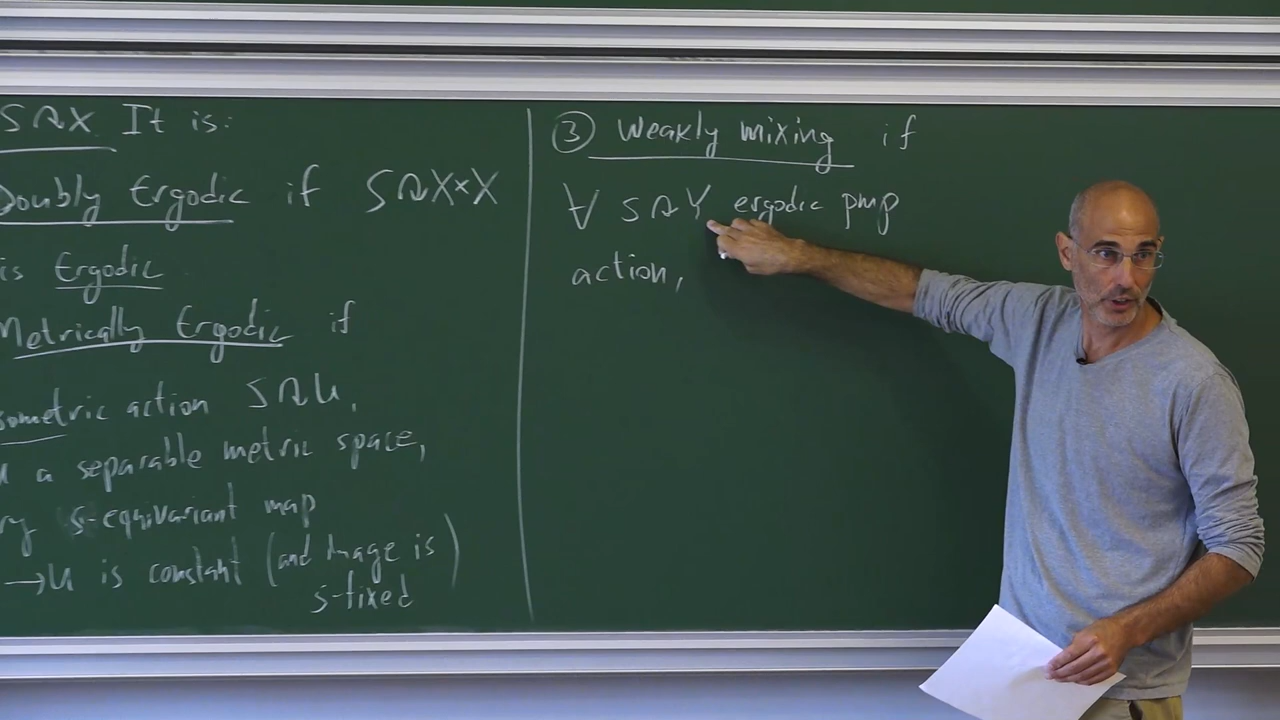 S↷X It is:
Doubly Ergodic if S↷X×X
is Ergodic
Metrically Ergodic if
isometric action S↷U,
U a separable metric space,
S-equivariant map
→U is constant (and Image is
S-fixed)
③ Weakly mixing if
∀ S↷Y ergodic pmp
action,